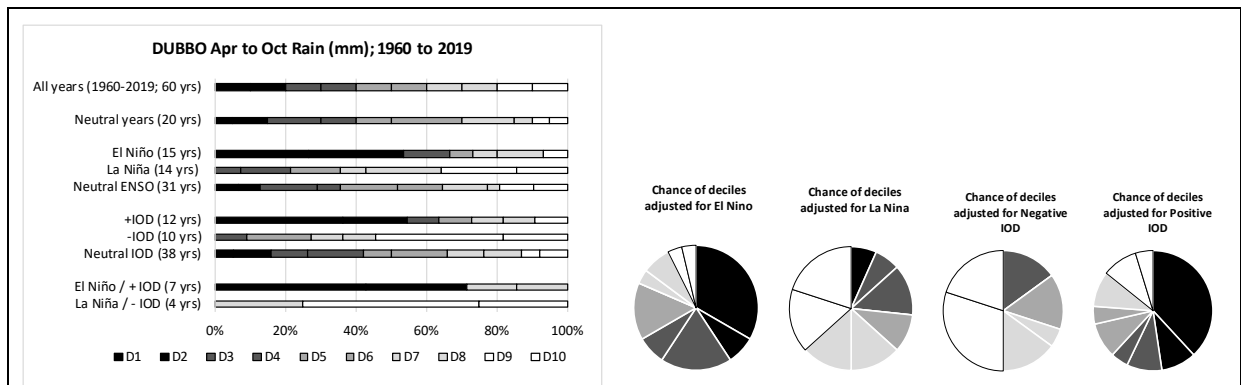 DUBBO Apr to Oct Rain (mm); 1960 to 2019
All years (1960-2019; 60 yrs)
Neutral years (20 yrs)
El Niño (15 yrs)
La Niña (14 yrs)
Neutral ENSO (31 yrs)
+IOD (12 yrs)
-IOD (10 yrs)
Neutral IOD (38 yrs)
El Niño / + IOD (7 yrs)
La Niña / - IOD (4 yrs)
0% 20% 40% 60% 80% 100%
D1 D2 D3 D4 D5 D6 D7 D8 D9 D10
Chance of deciles
adjusted for El Nino
Chance of deciles
adjusted for La Nina
Chance of deciles
adjusted for Negative
IOD
Chance of deciles
adjusted for Positive
IOD